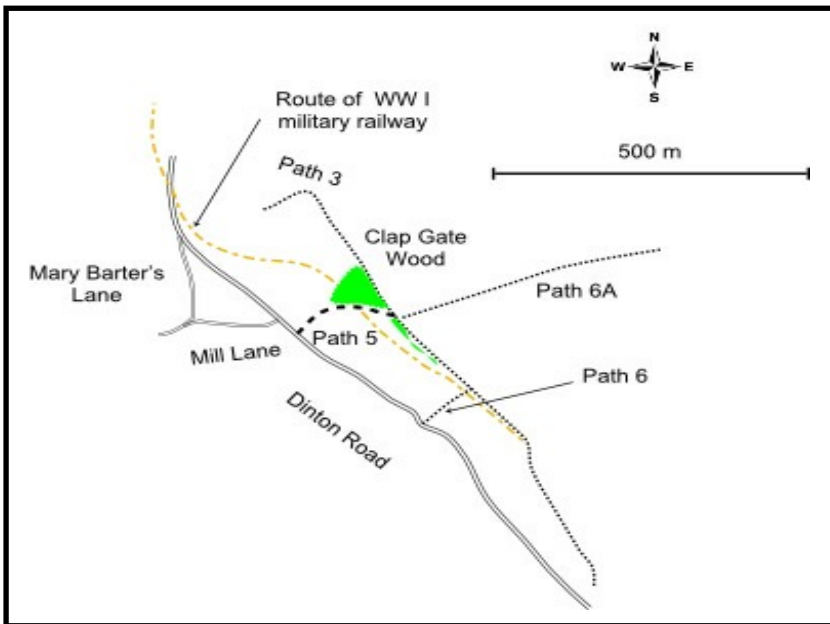 N
W E
S
Route of WW I
military railway
500 m
Path 3
Clap Gate
Wood
Mary Barter's
Lane
Path 6A
Mill Lane
Path 5
Path 6
Dinton Road